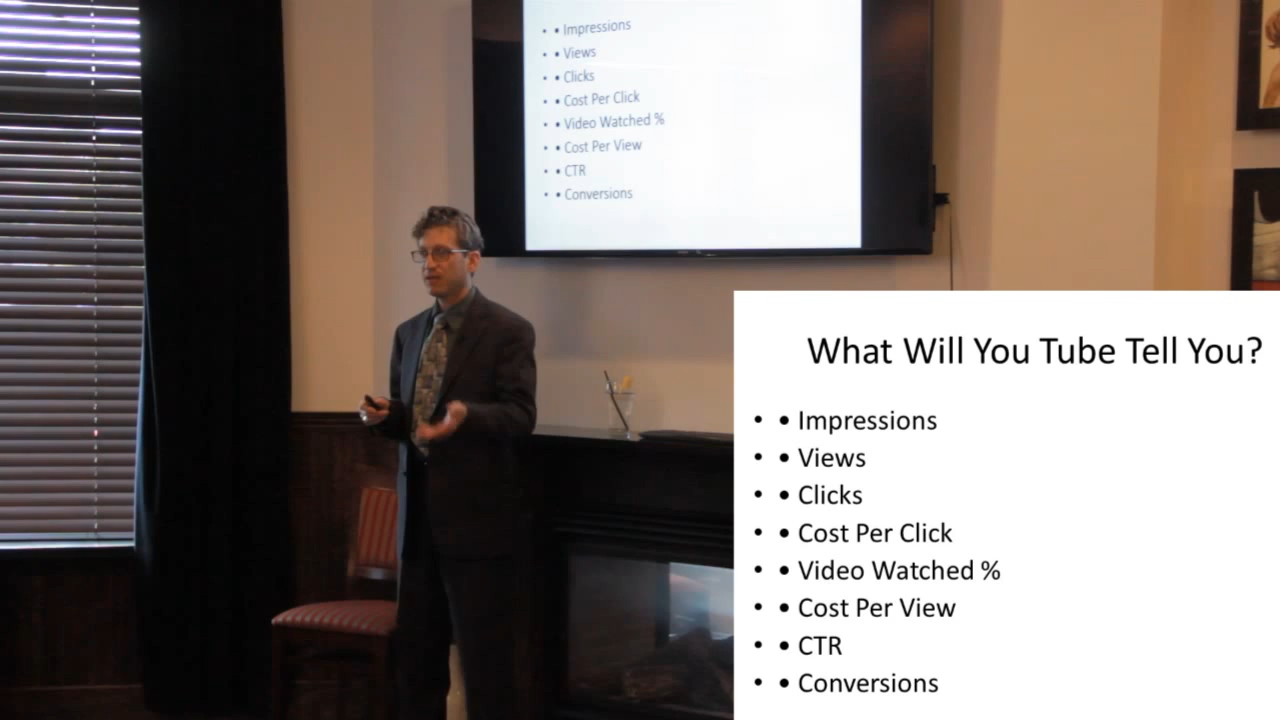 • • Impressions
• • Views
• • Clicks
• • Cost Per Click
• • Video Watched %
• • Cost Per View
• • CTR
• • Conversions
What Will You Tube Tell You?
• • Impressions
• • Views
• • Clicks
• • Cost Per Click
• • Video Watched %
• • Cost Per View
• • CTR
• • Conversions